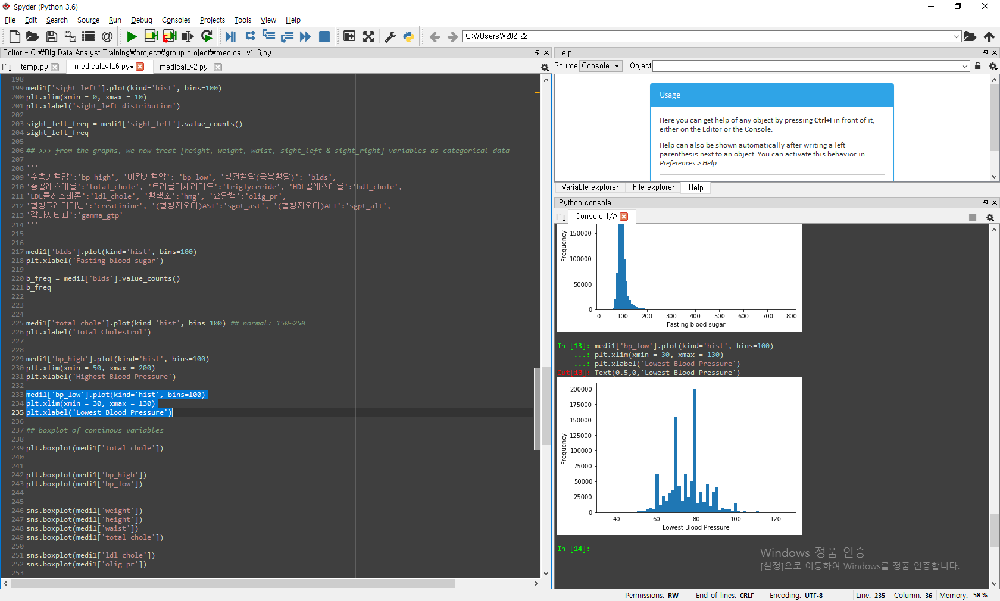 Spyder (Python 3.6)
File Edit Search Source Run Debug Consoles Projects Tools View Help
C:₩Users₩202-22
Editor - G:₩Big Data Analyst Training₩project₩group project₩medical_v1_6.py
temp.py medical_v1_6.py* medical_v2.py*
198
199 medi1['sight_left'].plot(kind='hist', bins=100)
200 plt.xlim(xmin = 0, xmax = 10)
201 plt.xlabel('sight_left distribution')
202
203 sight_left_freq = medi1['sight_left'].value_counts()
204 sight_left_freq
205
206 ## >>> from the graphs, we now treat [height, weight, waist, sight_left & sight_right] variables as categorical data
207
208 '''
209 '수축기혈압':'bp_high', '이완기혈압': 'bp_low', '식전혈당(공복혈당)': 'blds',
210 '총콜레스테롤':'total_chole', '트리글리세라이드':'triglyceride', 'HDL콜레스테롤':'hdl_chole',
211 'LDL콜레스테롤':'ldl_chole', '혈색소':'hmg', '요단백':'olig_pr',
212 '혈청크레아티닌':'creatinine', '(혈청지오티)AST':'sgot_ast', '(혈청지오티)ALT':'sgpt_alt',
213 '감마지티피':'gamma_gtp'
214 '''
215
216
217 medi1['blds'].plot(kind='hist', bins=100)
218 plt.xlabel('Fasting blood sugar')
219
220 b_freq = medi1['blds'].value_counts()
221 b_freq
222
223
224
225 medi1['total_chole'].plot(kind='hist', bins=100) ## normal: 150~250
226 plt.xlabel('Total_Cholestrol')
227
228
229 medi1['bp_high'].plot(kind='hist', bins=100)
230 plt.xlim(xmin = 50, xmax = 200)
231 plt.xlabel('Highest Blood Pressure')
232
233 medi1['bp_low'].plot(kind='hist', bins=100)
234 plt.xlim(xmin = 30, xmax = 130)
235 plt.xlabel('Lowest Blood Pressure')
236
237 ## boxplot of continous variables
238
239 plt.boxplot(medi1['total_chole'])
240
241
242 plt.boxplot(medi1['bp_high'])
243 plt.boxplot(medi1['bp_low'])
244
245
246 sns.boxplot(medi1['weight'])
247 sns.boxplot(medi1['height'])
248 sns.boxplot(medi1['waist'])
249 sns.boxplot(medi1['total_chole'])
250
251 sns.boxplot(medi1['ldl_chole'])
252 sns.boxplot(medi1['olig_pr'])
253
Help
Source Console Object
Usage
Here you can get help of any object by pressing Ctrl+I in front of it,
either on the Editor or the Console.
Help can also be shown automatically after writing a left
parenthesis next to an object. You can activate this behavior in
Preferences > Help.
Variable explorer File explorer Help
IPython console
Console 1/A
150000
100000
50000
0
Frequency
0 100 200 300 400 500 600 700 800
Fasting blood sugar
In [13]: medi1['bp_low'].plot(kind='hist', bins=100)
...: plt.xlim(xmin = 30, xmax = 130)
...: plt.xlabel('Lowest Blood Pressure')
Out[13]: Text(0.5,0,'Lowest Blood Pressure')
200000
175000
150000
125000
100000
75000
50000
25000
0
Frequency
40 60 80 100 120
Lowest Blood Pressure
In [14]:
Windows 정품 인증
[설정]으로 이동하여 Windows를 정품 인증합니다.
Permissions: RW End-of-lines: CRLF Encoding: UTF-8 Line: 235 Column: 36 Memory: 58 %